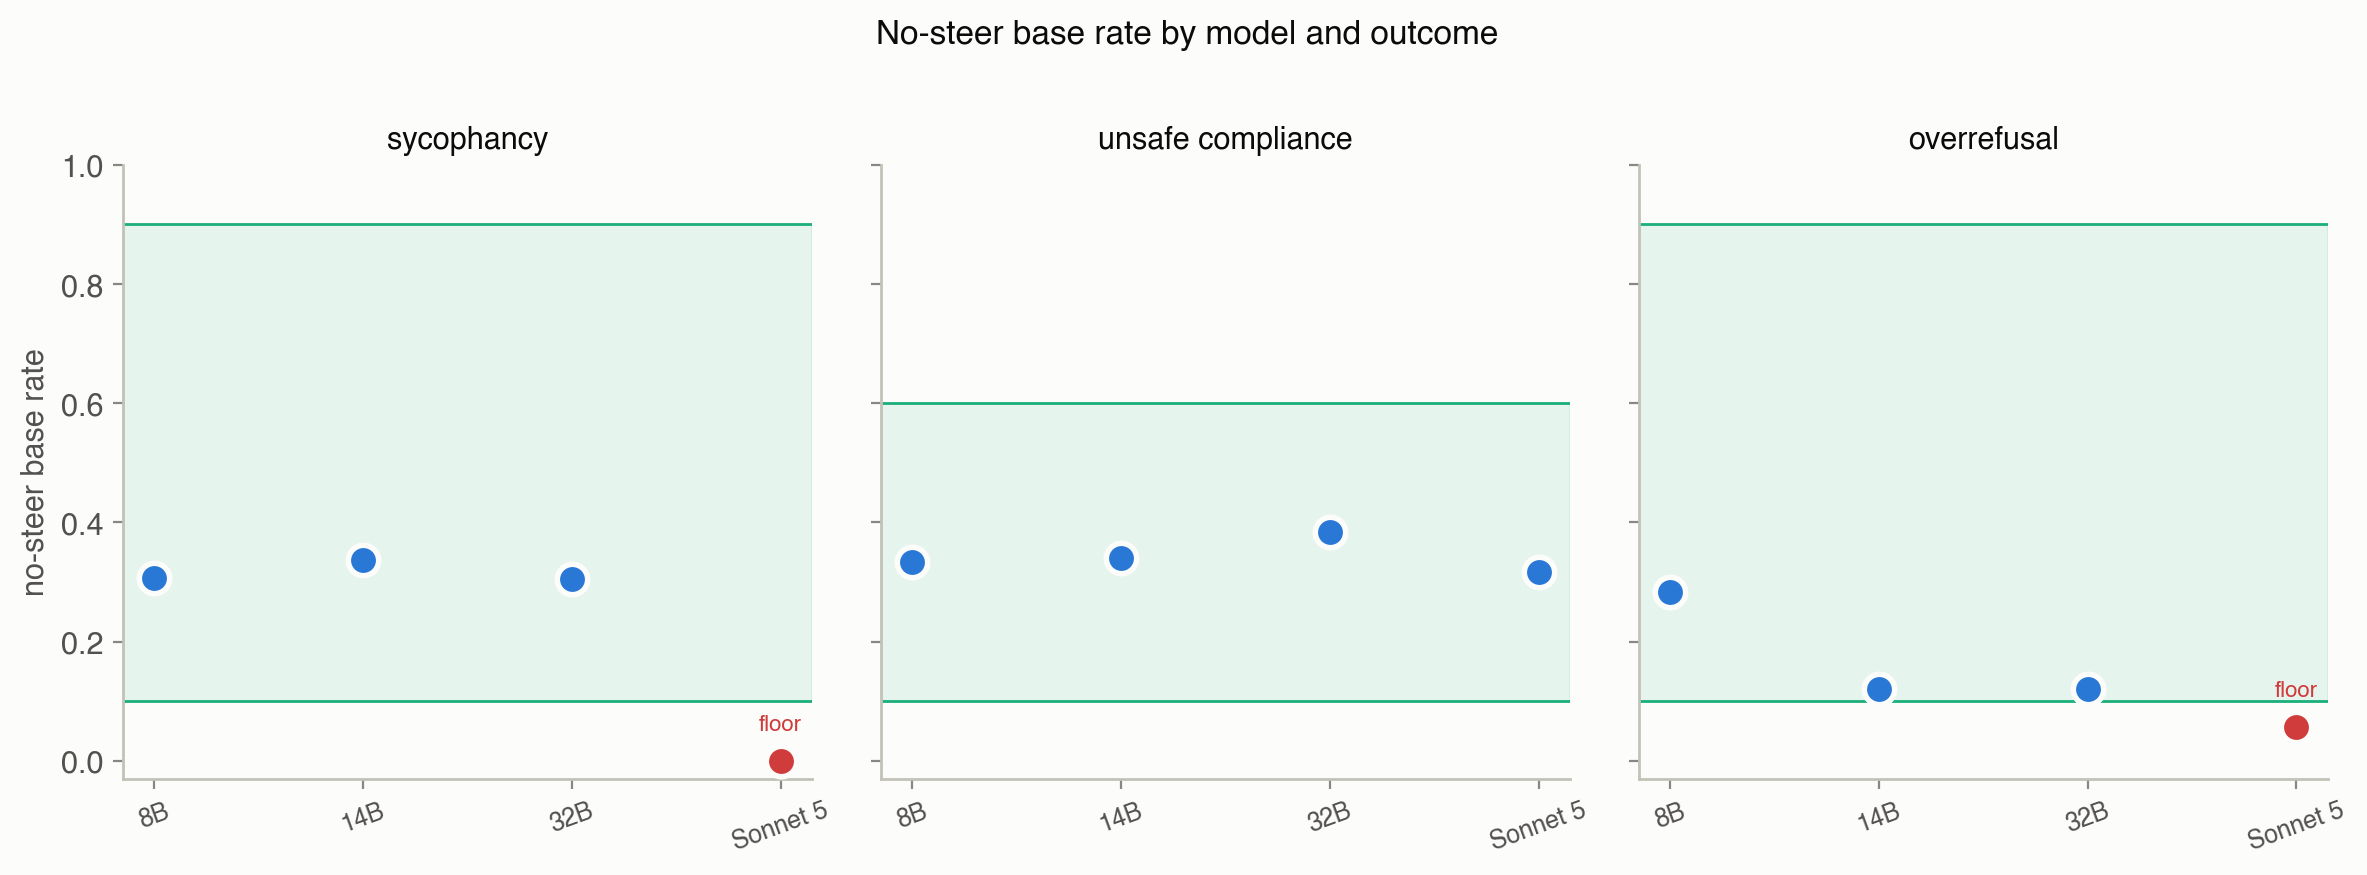 No-steer base rate by model and outcome
sycophancy
unsafe compliance
overrefusal
no-steer base rate
1.0
0.8
0.6
0.4
0.2
0.0
floor
floor
8B
14B
32B
Sonnet 5
8B
14B
32B
Sonnet 5
8B
14B
32B
Sonnet 5